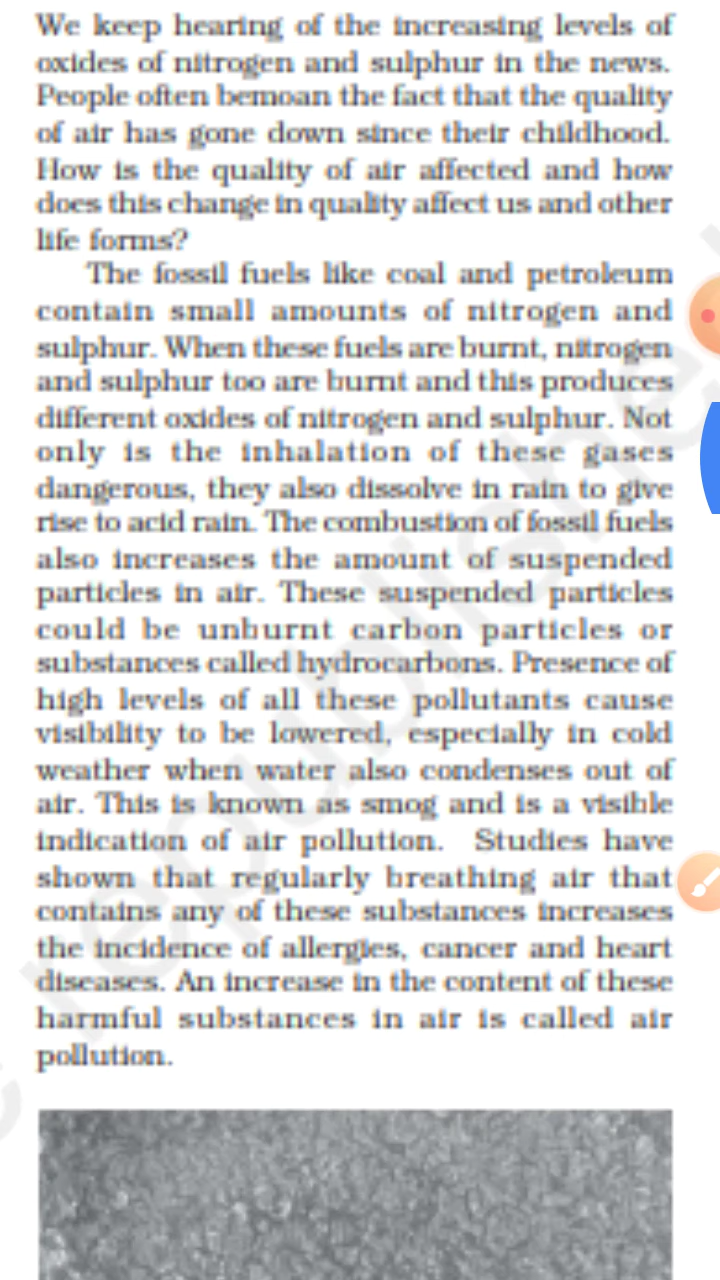 We keep hearing of the increasing levels of
oxides of nitrogen and sulphur in the news.
People often bemoan the fact that the quality
of air has gone down since their childhood.
How is the quality of air affected and how
does this change in quality affect us and other
life forms?
The fossil fuels like coal and petroleum
contain small amounts of nitrogen and
sulphur. When these fuels are burnt, nitrogen
and sulphur too are burnt and this produces
different oxides of nitrogen and sulphur. Not
only is the inhalation of these gases
dangerous, they also dissolve in rain to give
rise to acid rain. The combustion of fossil fuels
also increases the amount of suspended
particles in air. These suspended particles
could be unburnt carbon particles or
substances called hydrocarbons. Presence of
high levels of all these pollutants cause
visibility to be lowered, especially in cold
weather when water also condenses out of
air. This is known as smog and is a visible
indication of air pollution. Studies have
shown that regularly breathing air that
contains any of these substances increases
the incidence of allergies, cancer and heart
diseases. An increase in the content of these
harmful substances in air is called air
pollution.